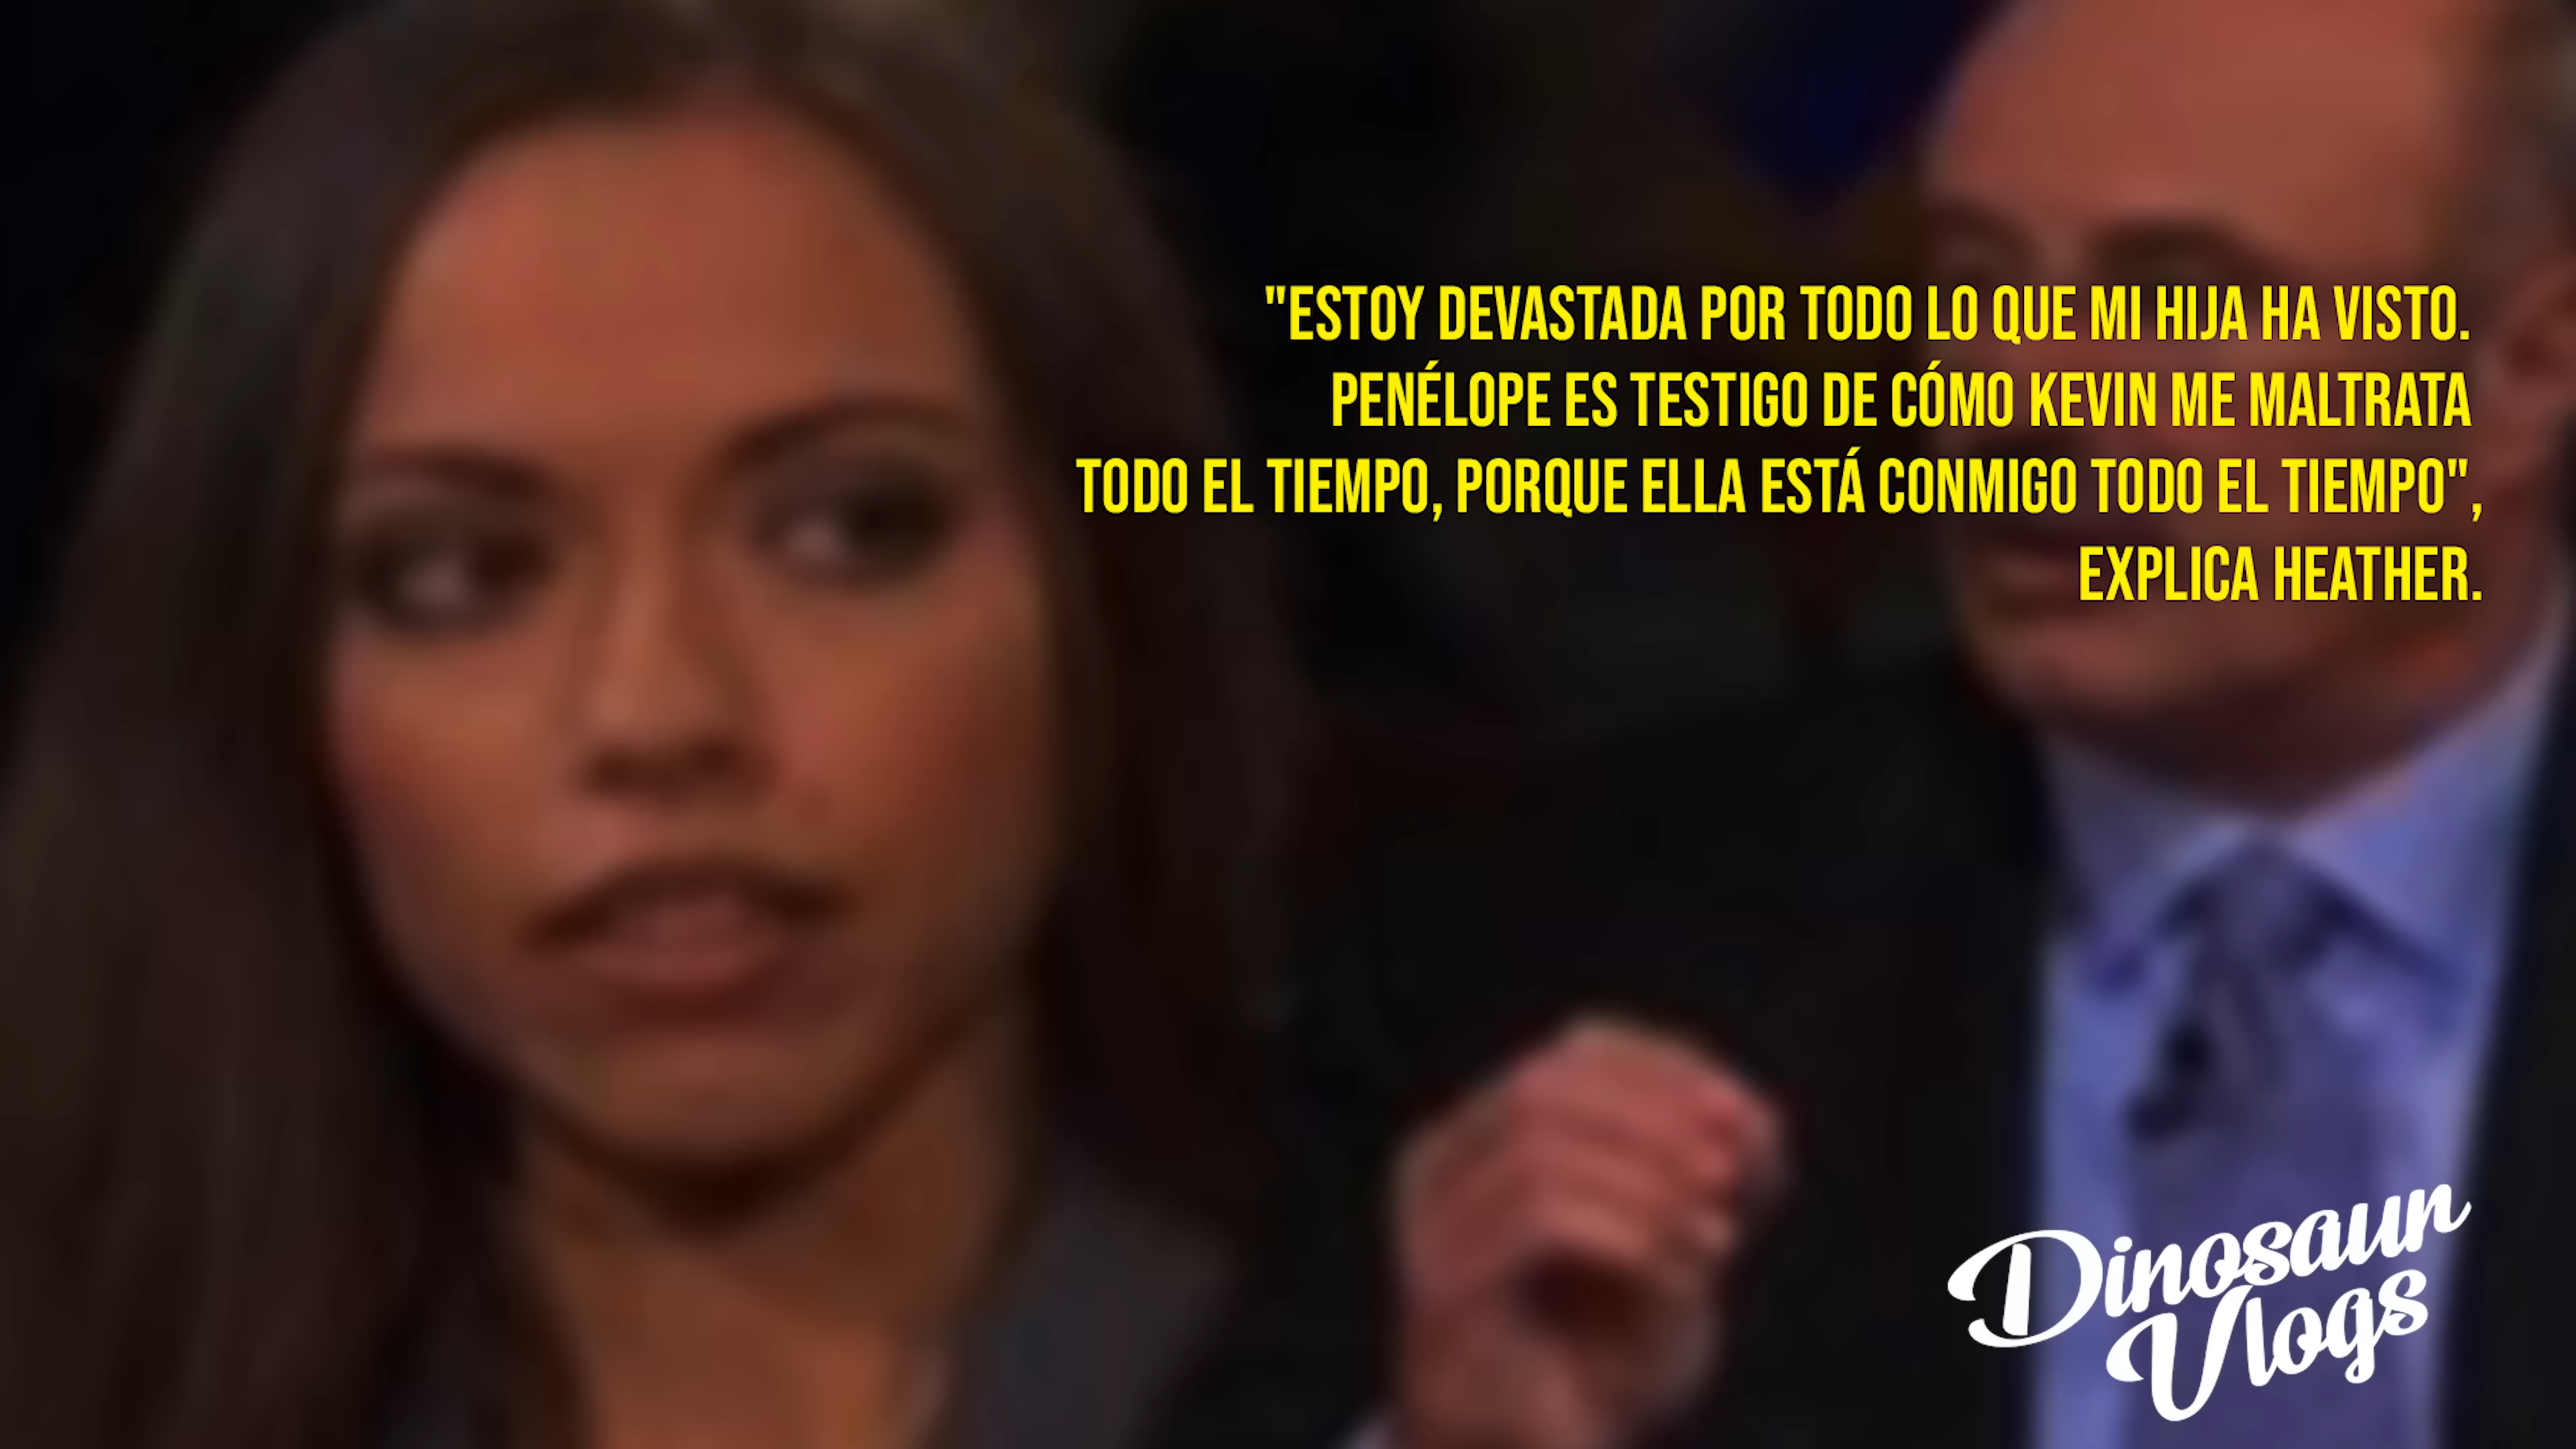 "ESTOY DEVASTADA POR TODO LO QUE MI HIJA HA VISTO.
PENÉLOPE ES TESTIGO DE CÓMO KEVIN ME MALTRATA
TODO EL TIEMPO, PORQUE ELLA ESTÁ CONMIGO TODO EL TIEMPO",
EXPLICA HEATHER.
Dinosaun
Vlogs